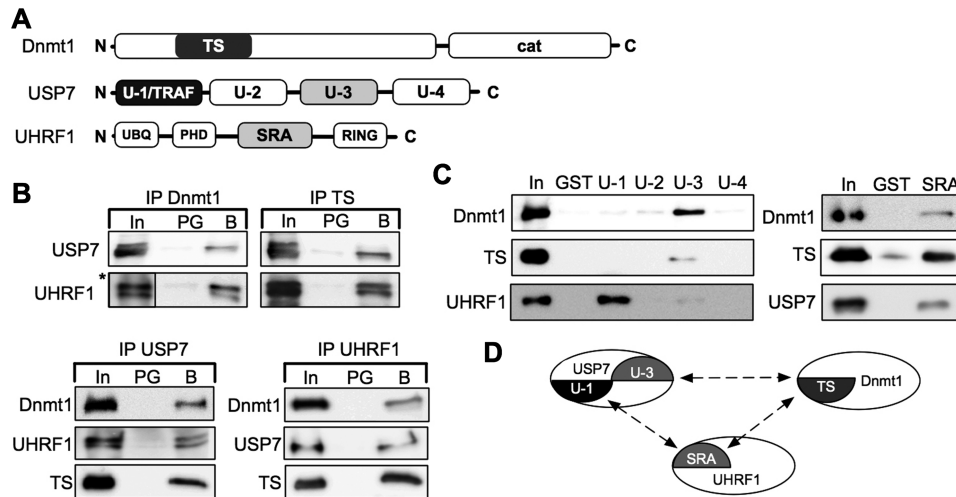 A
Dnmt1 N TS cat C
USP7 N U-1/TRAF U-2 U-3 U-4 C
UHRF1 N UBQ PHD SRA RING C
B
IP Dnmt1 IP TS
In PG B In PG B
USP7
*
UHRF1
IP USP7 IP UHRF1
In PG B In PG B
Dnmt1 Dnmt1
UHRF1 USP7
TS TS
C
In GST U-1 U-2 U-3 U-4 In GST SRA
Dnmt1 Dnmt1
TS TS
UHRF1 USP7
D
USP7 U-3
U-1
TS Dnmt1
SRA
UHRF1